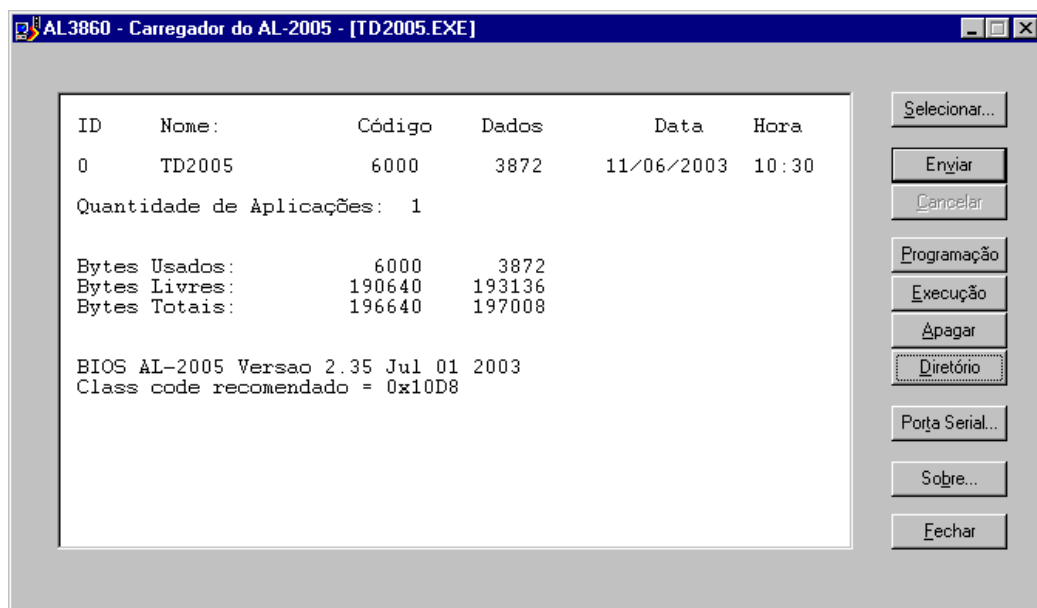 AL3860 - Carregador do AL-2005 - [TD2005.EXE]
ID Nome: Código Dados Data Hora
0 TD2005 6000 3872 11/06/2003 10:30
Quantidade de Aplicações: 1
Bytes Usados: 6000 3872
Bytes Livres: 190640 193136
Bytes Totais: 196640 197008
BIOS AL-2005 Versao 2.35 Jul 01 2003
Class code recomendado = 0x10D8
Selecionar...
Enviar
Cancelar
Programação
Execução
Apagar
Diretório
Porta Serial...
Sobre...
Fechar